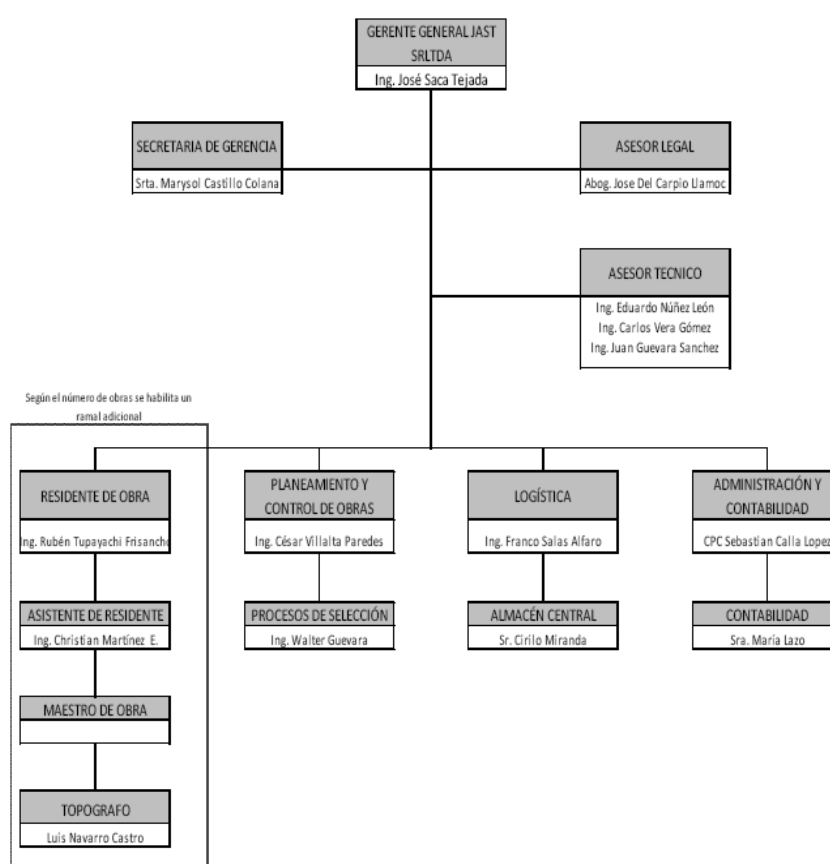 GERENTE GENERAL JAST
SRLTDA
Ing. José Saca Tejada
SECRETARIA DE GERENCIA
Srta. Marysol Castillo Colana
ASESOR LEGAL
Abog. Jose Del Carpio Llamoc
ASESOR TECNICO
Ing. Eduardo Núñez León
Ing. Carlos Vera Gómez
Ing. Juan Guevara Sanchez
Según el número de obras se habilita un
ramal adicional
RESIDENTE DE OBRA
Ing. Rubén Tupayachi Frisancho
PLANEAMIENTO Y
CONTROL DE OBRAS
Ing. César Villalta Paredes
LOGÍSTICA
Ing. Franco Salas Alfaro
ADMINISTRACIÓN Y
CONTABILIDAD
CPC Sebastian Calla Lopez
ASISTENTE DE RESIDENTE
Ing. Christian Martínez E.
PROCESOS DE SELECCIÓN
Ing. Walter Guevara
ALMACÉN CENTRAL
Sr. Cirilo Miranda
CONTABILIDAD
Sra. María Lazo
MAESTRO DE OBRA
TOPOGRAFO
Luis Navarro Castro